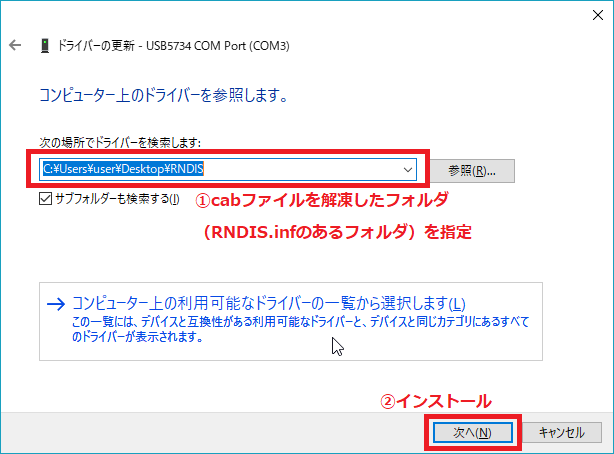 ドライバーの更新 - USB5734 COM Port (COM3)
コンピューター上のドライバーを参照します。
次の場所でドライバーを検索します:
C:¥Users¥user¥Desktop¥RNDIS
参照(R)...
サブフォルダーも検索する(I)
①cabファイルを解凍したフォルダ
（RNDIS.infのあるフォルダ）を指定
コンピューター上の利用可能なドライバーの一覧から選択します(L)
この一覧には、デバイスと互換性がある利用可能なドライバーと、デバイスと同じカテゴリにあるすべて
のドライバーが表示されます。
②インストール
次へ(N)
キャンセル